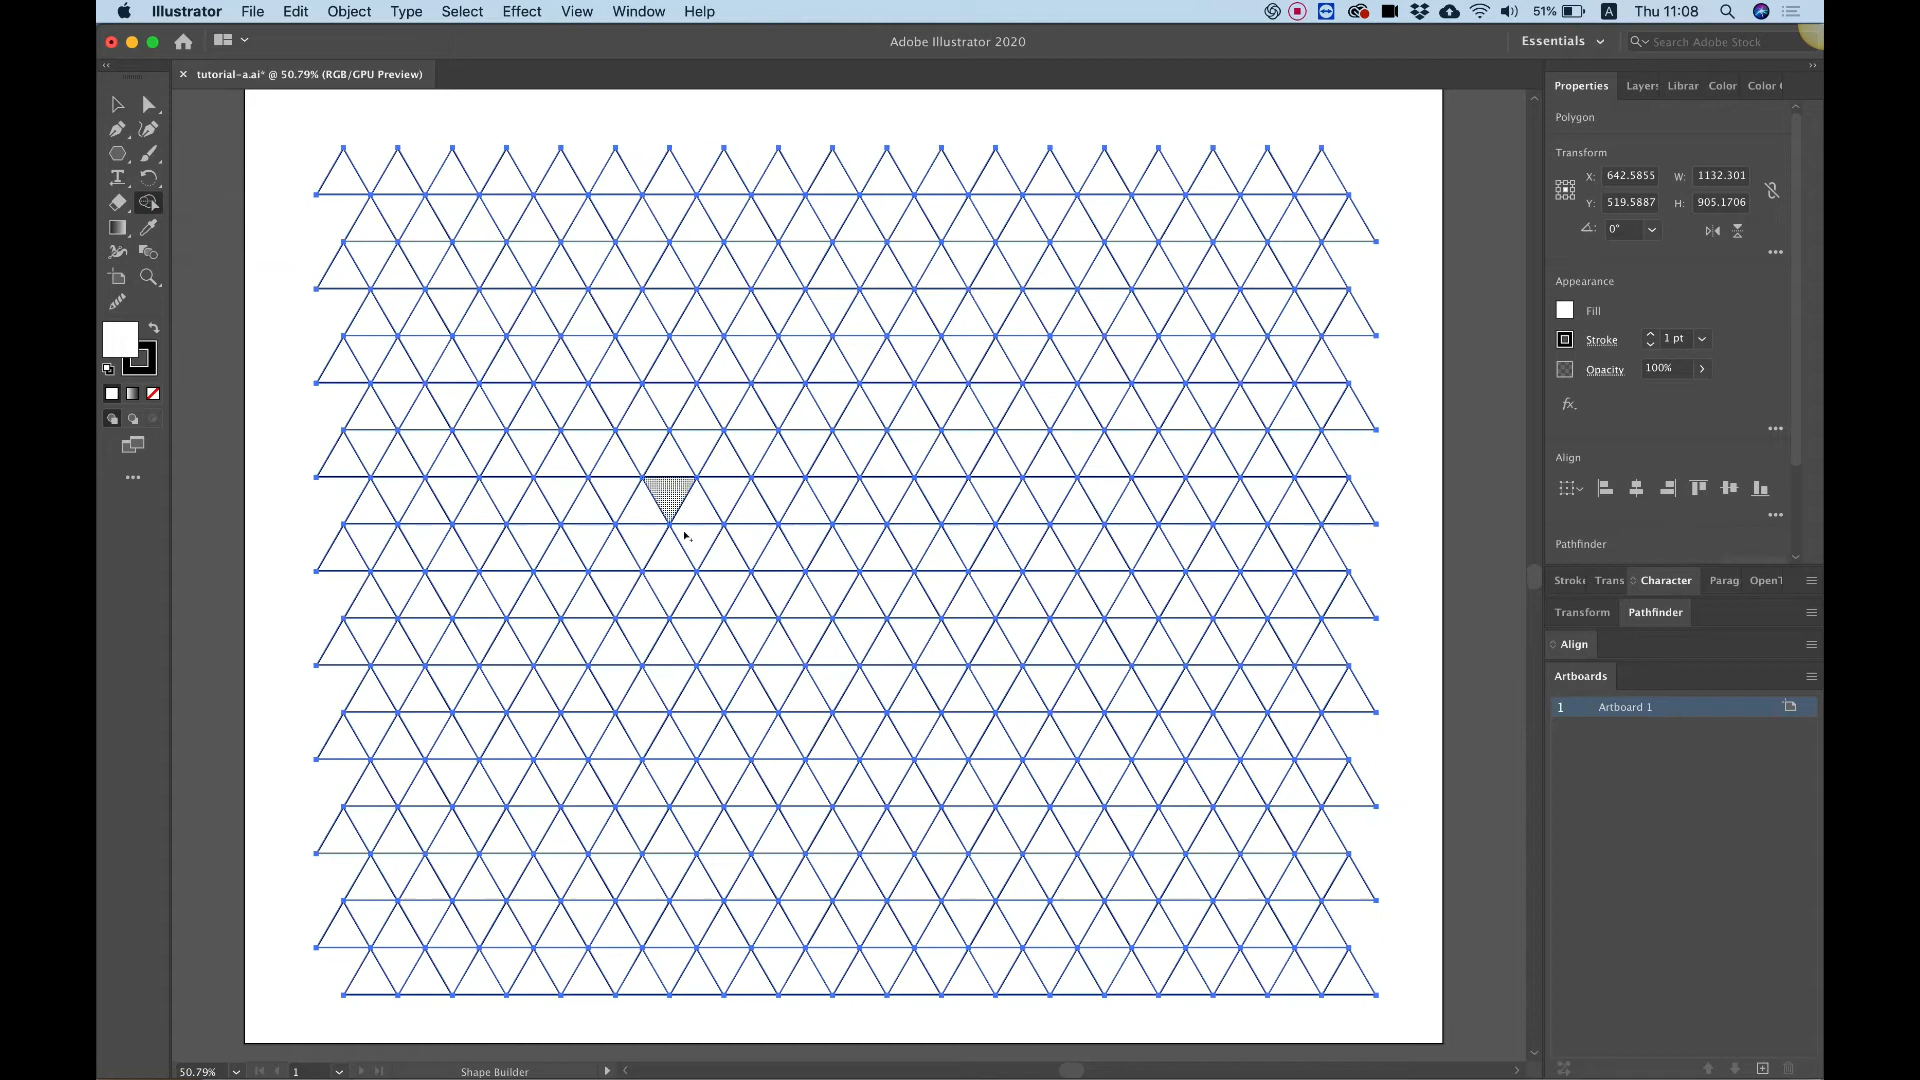 Illustrator File Edit Object Type Select Effect View Window Help 51% A Thu 11:08
Adobe Illustrator 2020 Essentials Search Adobe Stock
tutorial-a.ai* @ 50.79% (RGB/GPU Preview)
Properties Layers Librar Color Color
Polygon
Transform
X: 642.5855 W: 1132.301
Y: 519.5887 H: 905.1706
0°
Appearance
Fill
Stroke 1 pt
Opacity 100%
fx.
Align
Pathfinder
Stroke Trans Character Parag OpenT
Transform Pathfinder
Align
Artboards
1 Artboard 1
50.79% 1 Shape Builder